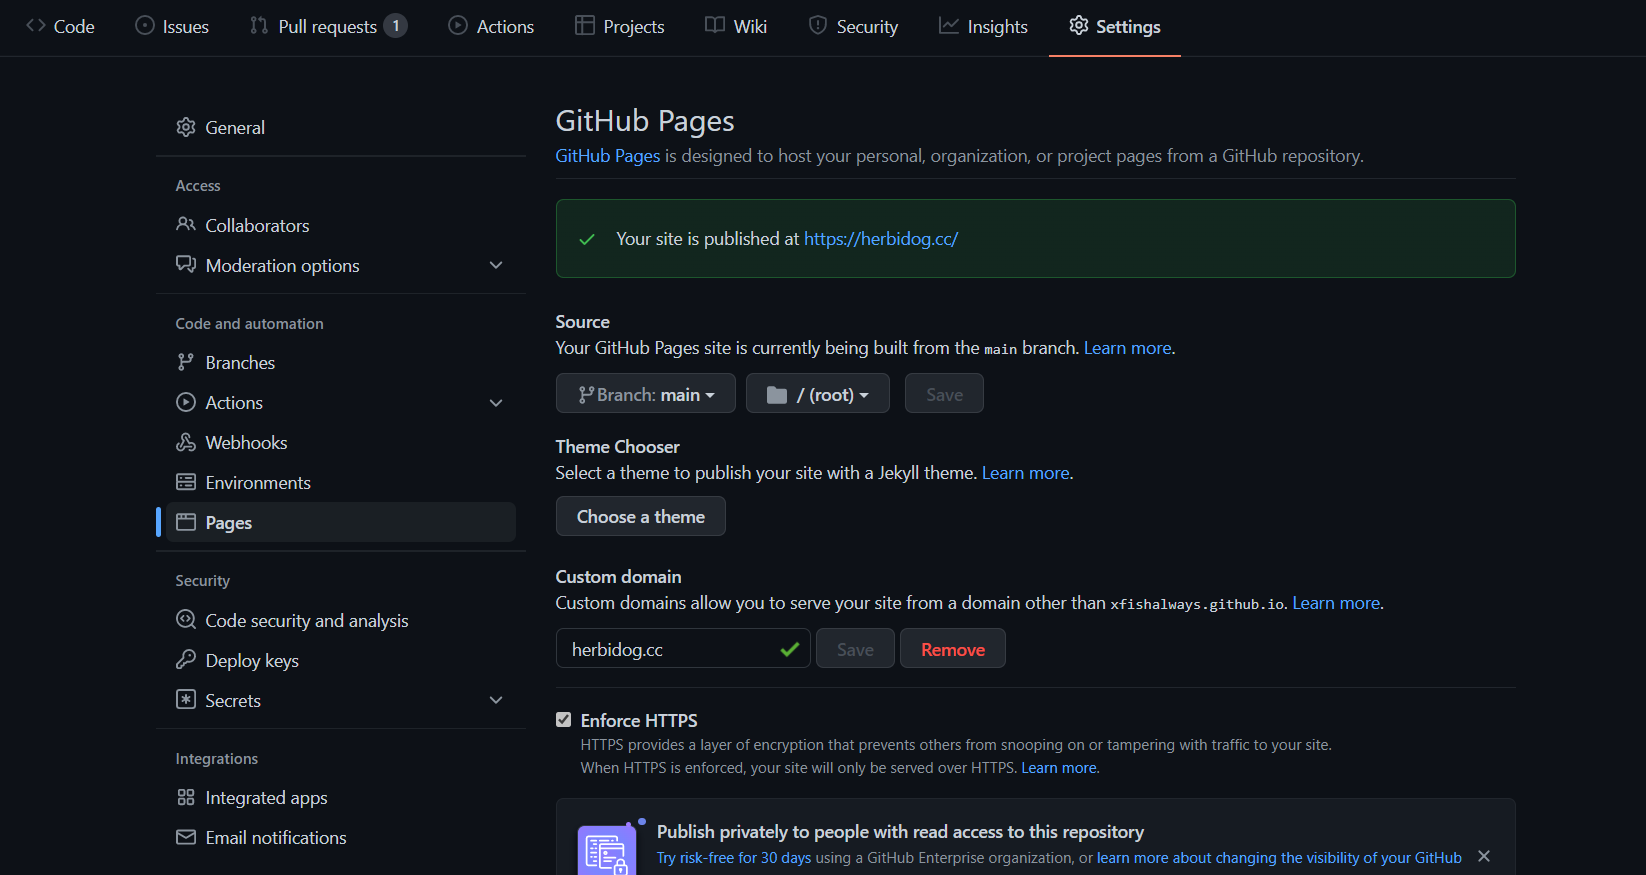 Code Issues Pull requests 1 Actions Projects Wiki Security Insights Settings
General
Access
Collaborators
Moderation options
Code and automation
Branches
Actions
Webhooks
Environments
Pages
Security
Code security and analysis
Deploy keys
Secrets
Integrations
Integrated apps
Email notifications
GitHub Pages
GitHub Pages is designed to host your personal, organization, or project pages from a GitHub repository.
Your site is published at https://herbidog.cc/
Source
Your GitHub Pages site is currently being built from the main branch. Learn more.
Branch: main / (root) Save
Theme Chooser
Select a theme to publish your site with a Jekyll theme. Learn more.
Choose a theme
Custom domain
Custom domains allow you to serve your site from a domain other than xfishalways.github.io. Learn more.
herbidog.cc Save Remove
Enforce HTTPS
HTTPS provides a layer of encryption that prevents others from snooping on or tampering with traffic to your site.
When HTTPS is enforced, your site will only be served over HTTPS. Learn more.
Publish privately to people with read access to this repository
Try risk-free for 30 days using a GitHub Enterprise organization, or learn more about changing the visibility of your GitHub